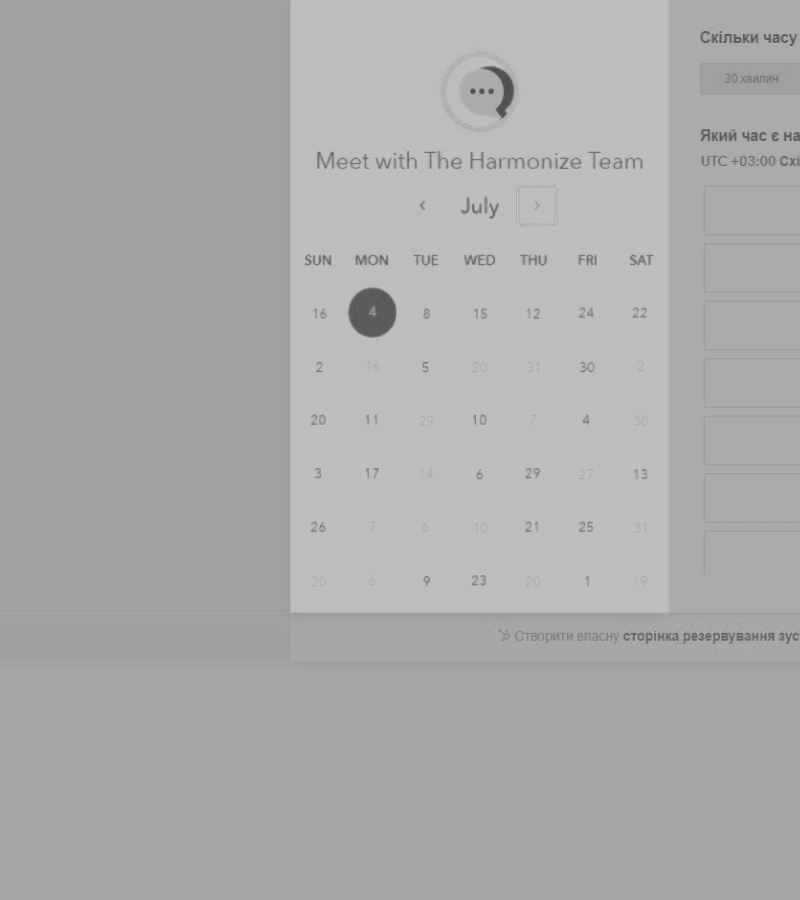 Meet with The Harmonize Team
July
SUN MON TUE WED THU FRI SAT
16 4 8 15 12 24 22
2 16 5 20 31 30 2
20 11 29 10 7 4 30
3 17 14 6 29 27 13
26 7 6 10 21 25 31
20 6 9 23 20 1 19
Скільки часу
30 хвилин
Який час є на
UTC +03:00 Схі
Створити власну сторінка резервування зус